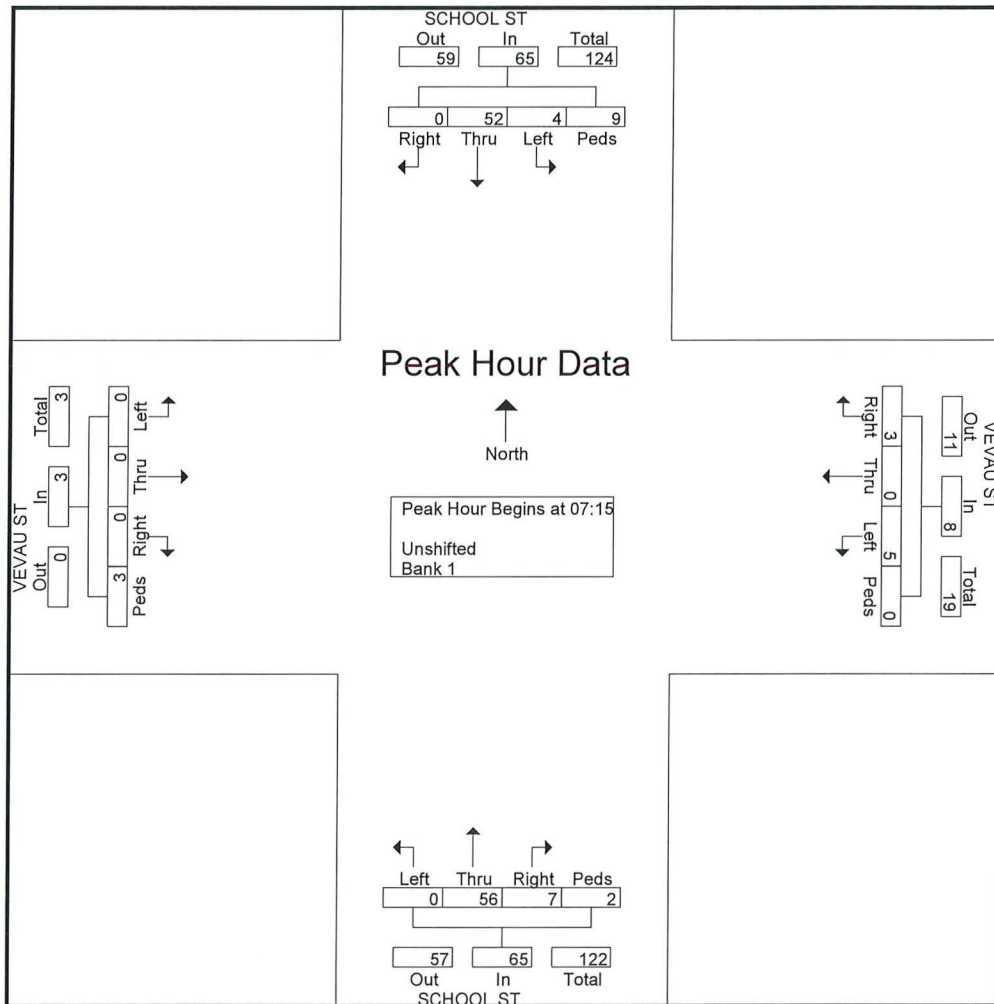 SCHOOL ST
Out In Total
59 65 124
0 52 4 9
Right Thru Left Peds
Peak Hour Data
North
Peak Hour Begins at 07:15
Unshifted
Bank 1
VEVAU ST
Out In Total
0 3 3
Peds Right Thru Left
3 0 0 0
VEVAU ST
Out In Total
11 8 19
Right Thru Left Peds
3 0 5 0
Left Thru Right Peds
0 56 7 2
57 65 122
Out In Total
SCHOOL ST